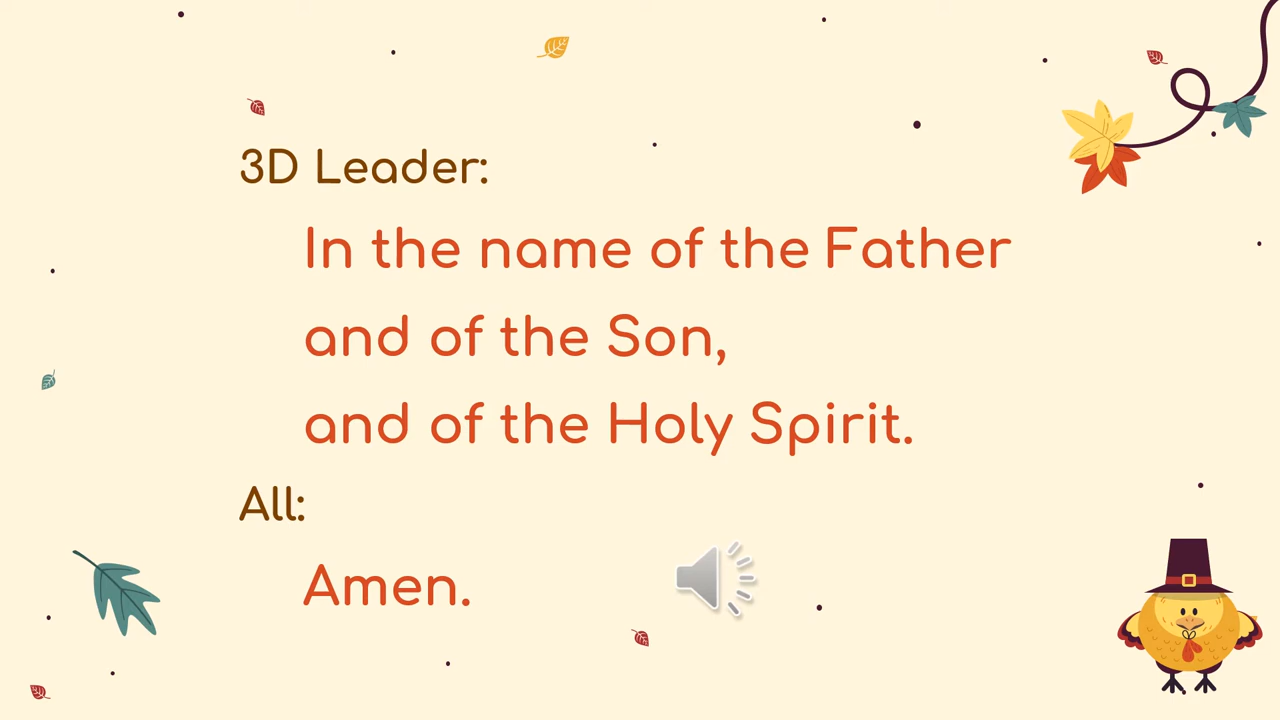 3D Leader:
In the name of the Father
and of the Son,
and of the Holy Spirit.
All:
Amen.